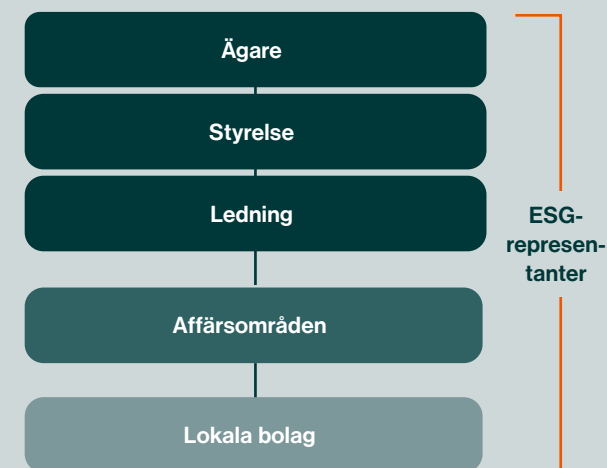 Ägare
Styrelse
Ledning
ESG-
represen-
tanter
Affärsområden
Lokala bolag